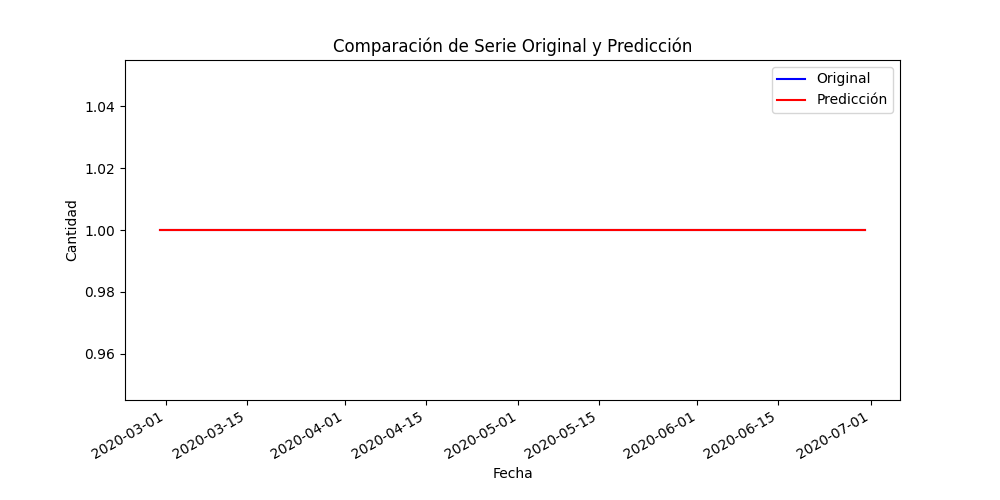 Comparación de Serie Original y Predicción
Original
Predicción
1.04
1.02
1.00
0.98
0.96
Cantidad
2020-03-01
2020-03-15
2020-04-01
2020-04-15
2020-05-01
2020-05-15
2020-06-01
2020-06-15
2020-07-01
Fecha